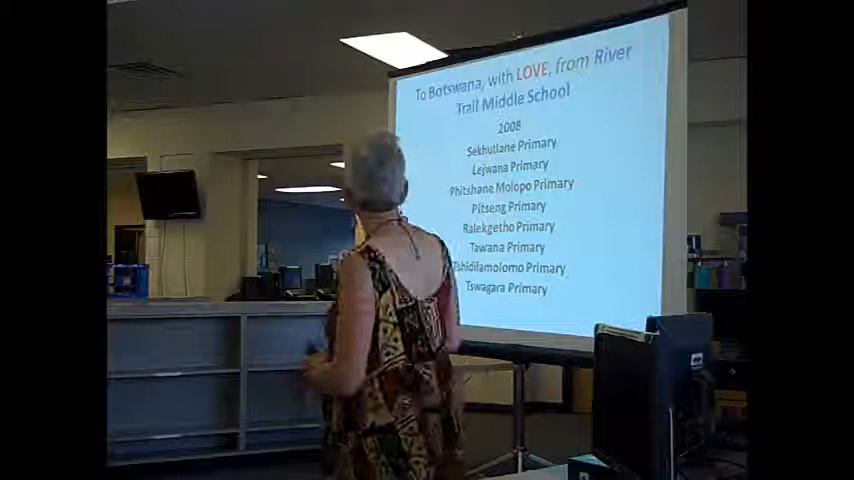 To Botswana, with LOVE, from River
Trail Middle School
2008
Sekhutlane Primary
Lejwana Primary
Phitshane Molopo Primary
Pitseng Primary
Ralekgetho Primary
Tawana Primary
Tshidilamolomo Primary
Tswagara Primary